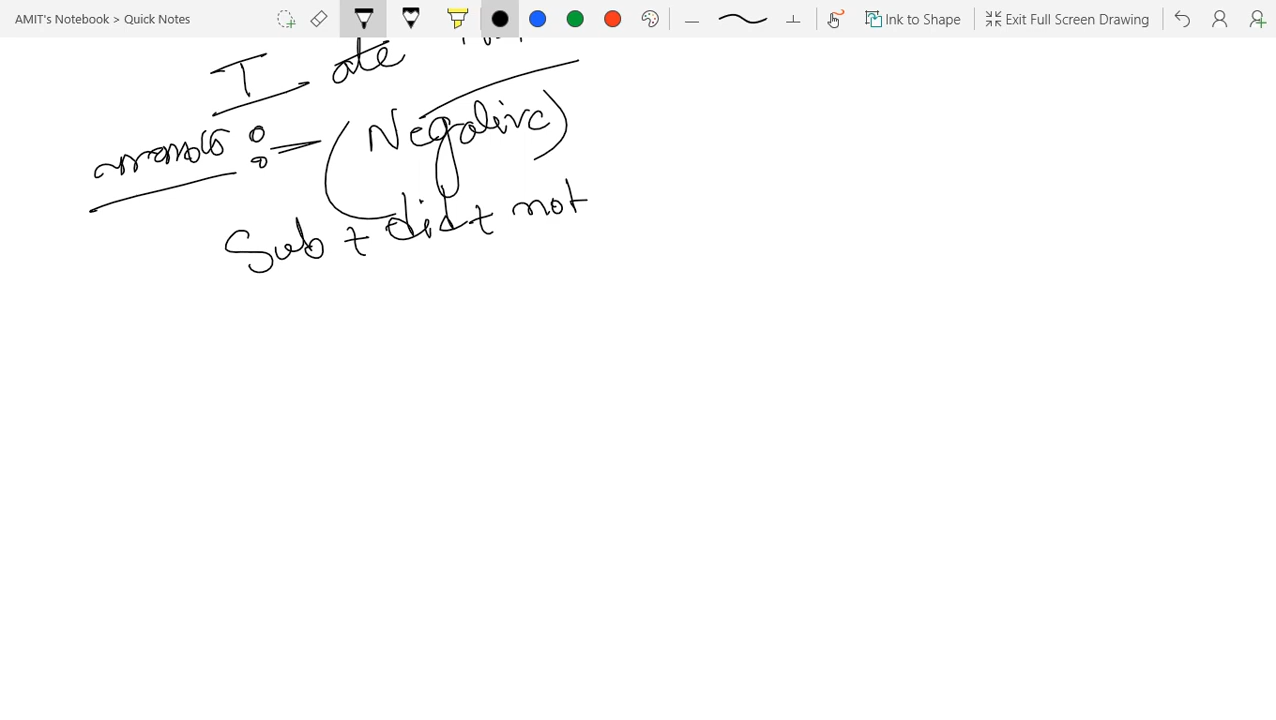 AMIT's Notebook > Quick Notes
Ink to Shape
Exit Full Screen Drawing
I ate
:- (Negative)
Sub + did + not